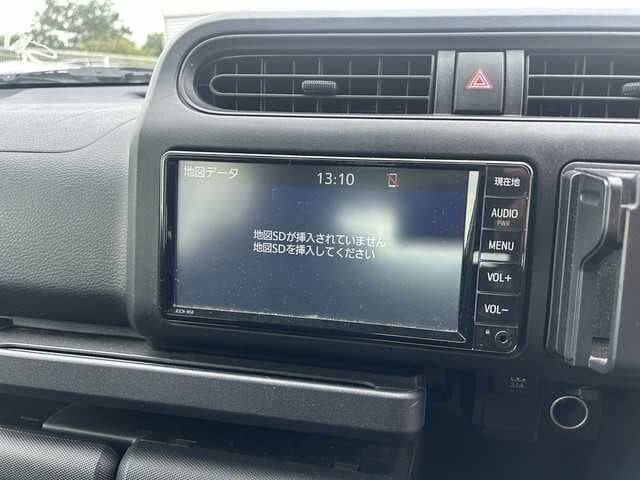 地図データ 13:10
地図SDが挿入されていません
地図SDを挿入してください
現在地
AUDIO
PWR
MENU
VOL+
VOL-
2.1A